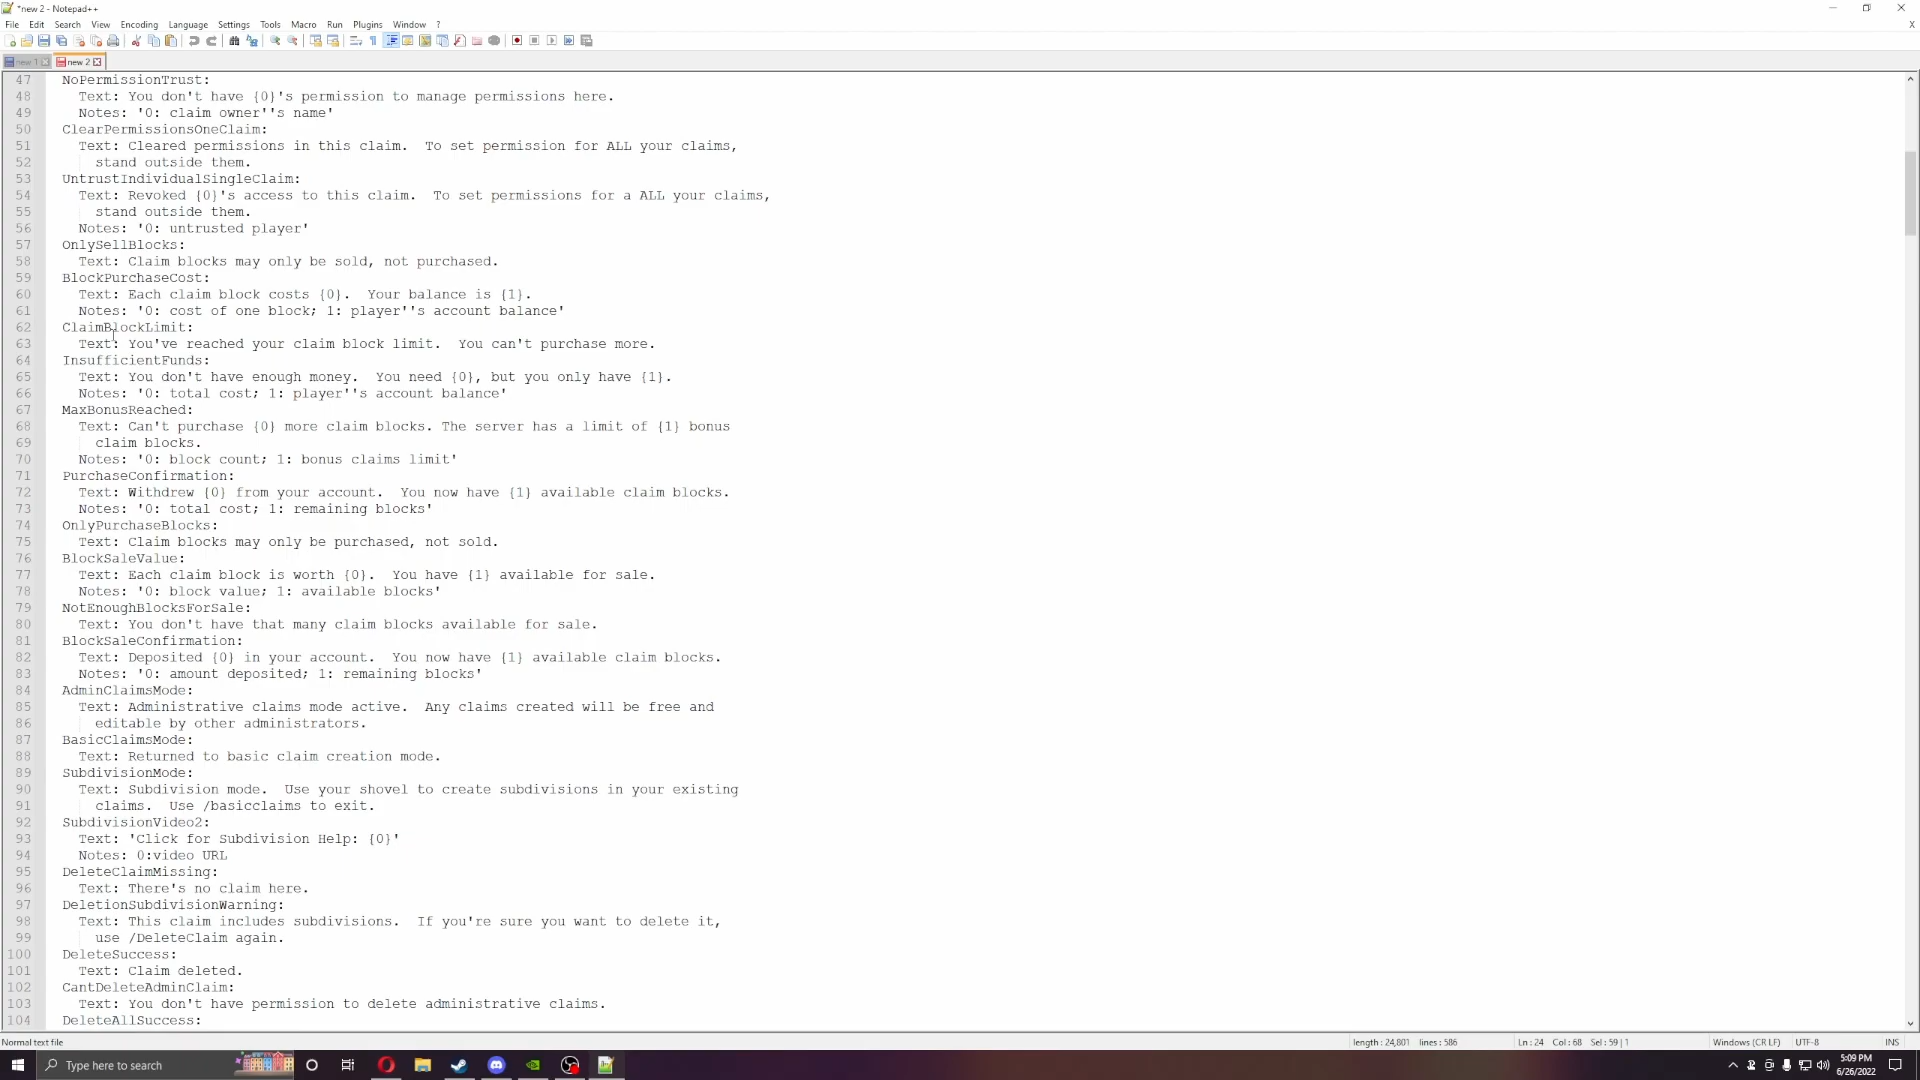 *new 2 - Notepad++
File Edit Search View Encoding Language Settings Tools Macro Run Plugins Window ?
X
new 1 new 2
47 NoPermissionTrust:
48 Text: You don't have {0}'s permission to manage permissions here.
49 Notes: '0: claim owner''s name'
50 ClearPermissionsOneClaim:
51 Text: Cleared permissions in this claim.  To set permission for ALL your claims,
52 stand outside them.
53 UntrustIndividualSingleClaim:
54 Text: Revoked {0}'s access to this claim.  To set permissions for a ALL your claims,
55 stand outside them.
56 Notes: '0: untrusted player'
57 OnlySellBlocks:
58 Text: Claim blocks may only be sold, not purchased.
59 BlockPurchaseCost:
60 Text: Each claim block costs {0}.  Your balance is {1}.
61 Notes: '0: cost of one block; 1: player''s account balance'
62 ClaimBlockLimit:
63 Text: You've reached your claim block limit.  You can't purchase more.
64 InsufficientFunds:
65 Text: You don't have enough money.  You need {0}, but you only have {1}.
66 Notes: '0: total cost; 1: player''s account balance'
67 MaxBonusReached:
68 Text: Can't purchase {0} more claim blocks. The server has a limit of {1} bonus
69 claim blocks.
70 Notes: '0: block count; 1: bonus claims limit'
71 PurchaseConfirmation:
72 Text: Withdrew {0} from your account.  You now have {1} available claim blocks.
73 Notes: '0: total cost; 1: remaining blocks'
74 OnlyPurchaseBlocks:
75 Text: Claim blocks may only be purchased, not sold.
76 BlockSaleValue:
77 Text: Each claim block is worth {0}.  You have {1} available for sale.
78 Notes: '0: block value; 1: available blocks'
79 NotEnoughBlocksForSale:
80 Text: You don't have that many claim blocks available for sale.
81 BlockSaleConfirmation:
82 Text: Deposited {0} in your account.  You now have {1} available claim blocks.
83 Notes: '0: amount deposited; 1: remaining blocks'
84 AdminClaimsMode:
85 Text: Administrative claims mode active.  Any claims created will be free and
86 editable by other administrators.
87 BasicClaimsMode:
88 Text: Returned to basic claim creation mode.
89 SubdivisionMode:
90 Text: Subdivision mode.  Use your shovel to create subdivisions in your existing
91 claims.  Use /basicclaims to exit.
92 SubdivisionVideo2:
93 Text: 'Click for Subdivision Help: {0}'
94 Notes: 0:video URL
95 DeleteClaimMissing:
96 Text: There's no claim here.
97 DeletionSubdivisionWarning:
98 Text: This claim includes subdivisions.  If you're sure you want to delete it,
99 use /DeleteClaim again.
100 DeleteSuccess:
101 Text: Claim deleted.
102 CantDeleteAdminClaim:
103 Text: You don't have permission to delete administrative claims.
104 DeleteAllSuccess:
Normal text file length : 24,801 lines : 586 Ln : 24 Col : 68 Sel : 59 | 1 Windows (CR LF) UTF-8 INS
Type here to search
5:09 PM
6/26/2022